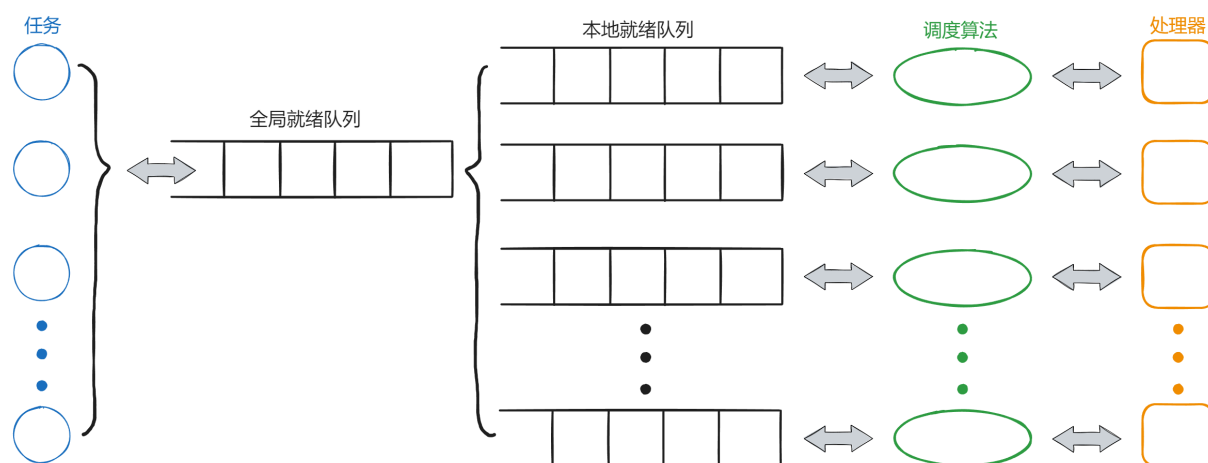 任务
本地就绪队列
调度算法
处理器
全局就绪队列